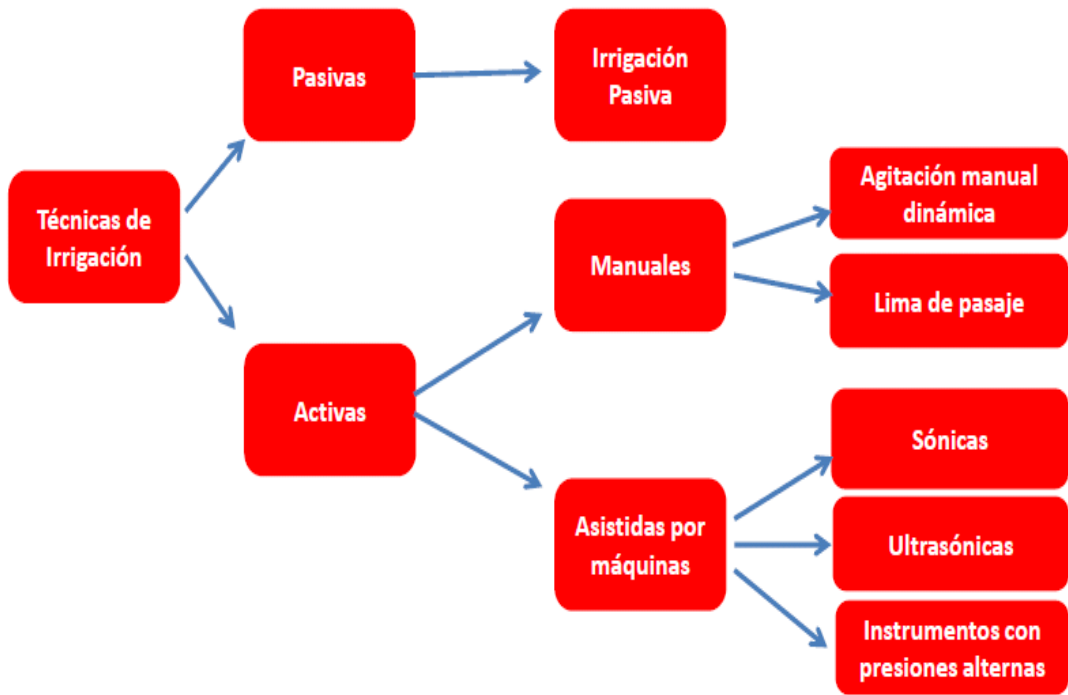 Técnicas de
Irrigación
Pasivas
Irrigación
Pasiva
Activas
Manuales
Agitación manual
dinámica
Lima de pasaje
Asistidas por
máquinas
Sónicas
Ultrasónicas
Instrumentos con
presiones alternas